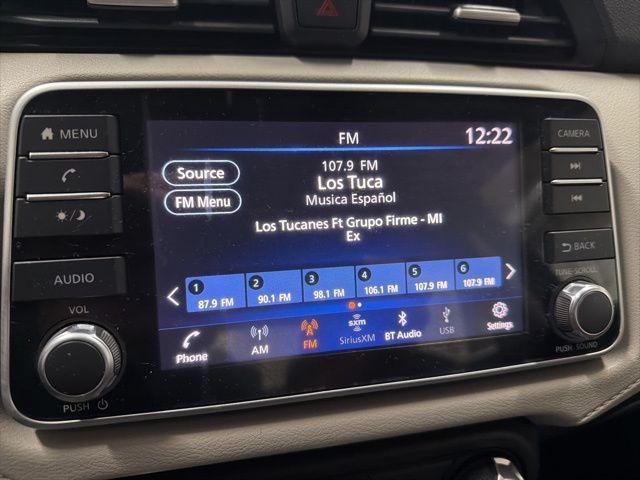 MENU
AUDIO
VOL
PUSH
FM
12:22
Source
FM Menu
107.9 FM
Los Tuca
Musica Español
Los Tucanes Ft Grupo Firme - MI
Ex
1 2 3 4 5 6
87.9 FM 90.1 FM 98.1 FM 106.1 FM 107.9 FM 107.9 FM
Phone AM FM SiriusXM BT Audio USB Settings
sxm
CAMERA
BACK
TUNE·SCROLL
PUSH SOUND